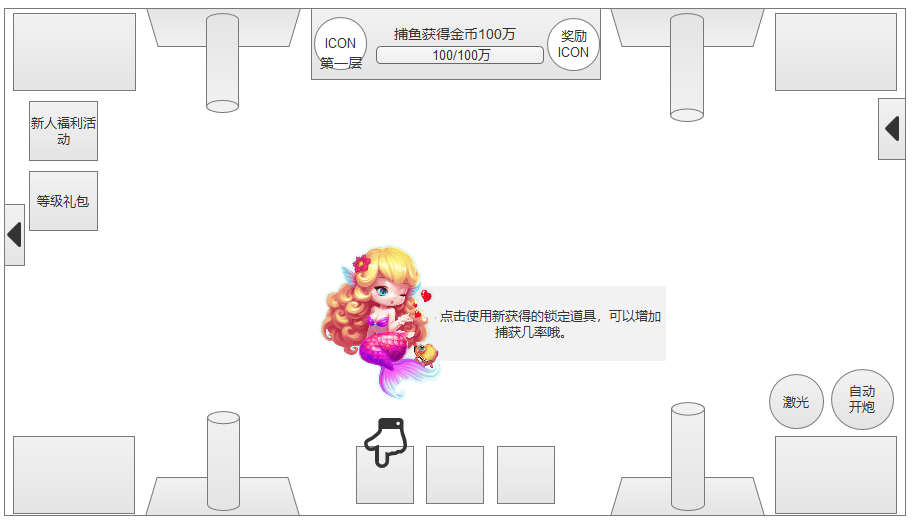 ICON
第一层
捕鱼获得金币100万
100/100万
奖励
ICON
新人福利活
动
等级礼包
点击使用新获得的锁定道具，可以增加
捕获几率哦。
激光
自动
开炮